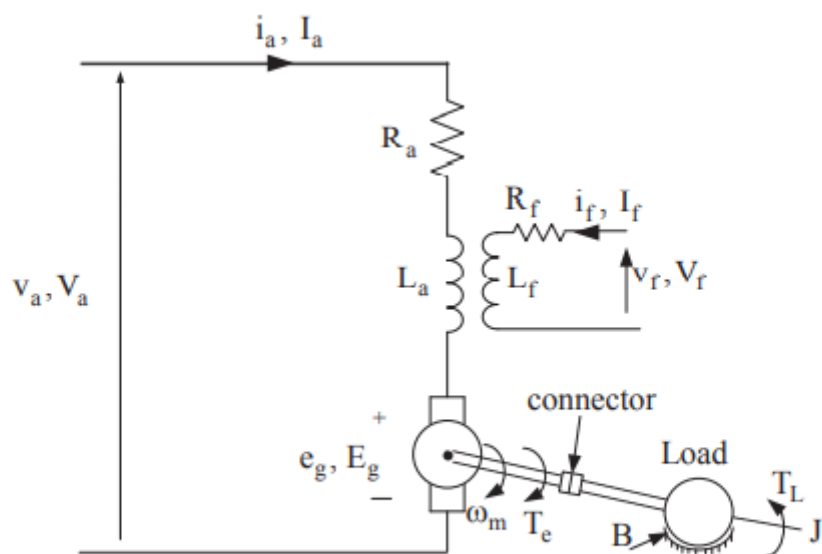 i_a, I_a
R_a
R_f
i_f, I_f
v_a, V_a
L_a
L_f
v_f, V_f
connector
+
e_g, E_g
Load
−
ω_m
T_e
B
T_L
J